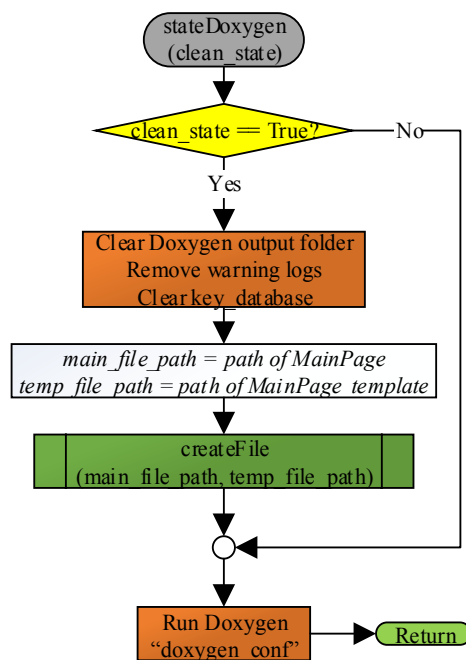 stateDoxygen
(clean_state)
clean_state == True?
No
Yes
Clear Doxygen output folder
Remove warning logs
Clear key_database
main_file_path = path of MainPage
temp_file_path = path of MainPage template
createFile
(main_file_path, temp_file_path)
Run Doxygen
“doxygen_conf”
Return